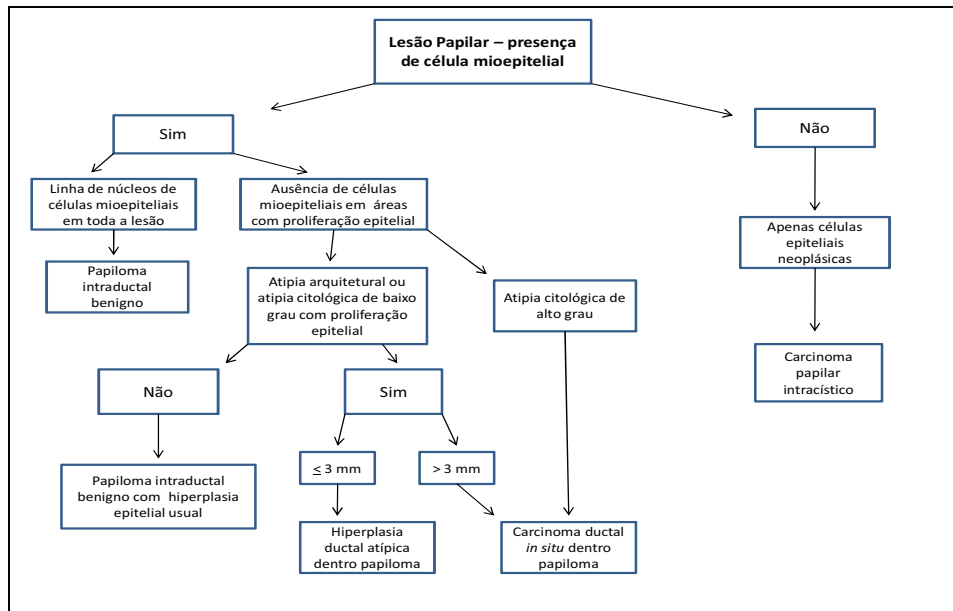 Lesão Papilar – presença
de célula mioepitelial
Sim
Não
Linha de núcleos de
células mioepiteliais
em toda a lesão
Ausência de células
mioepiteliais em áreas
com proliferação epitelial
Apenas células
epiteliais
neoplásicas
Papiloma
intraductal
benigno
Atipia arquitetural ou
atipia citológica de baixo
grau com proliferação
epitelial
Atipia citológica de
alto grau
Carcinoma
papilar
intracístico
Não
Sim
≤ 3 mm
> 3 mm
Papiloma intraductal
benigno com hiperplasia
epitelial usual
Hiperplasia
ductal atípica
dentro papiloma
Carcinoma ductal
in situ dentro
papiloma